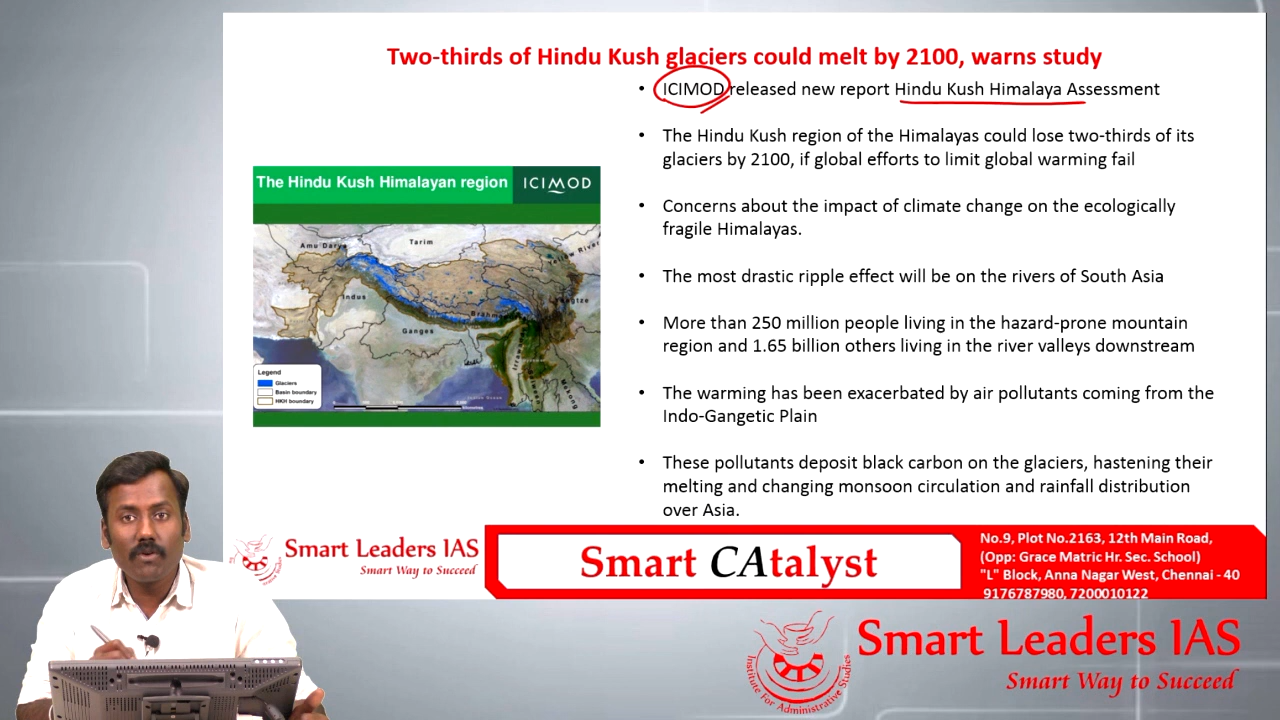 Two-thirds of Hindu Kush glaciers could melt by 2100, warns study
• ICIMOD released new report Hindu Kush Himalaya Assessment
• The Hindu Kush region of the Himalayas could lose two-thirds of its
glaciers by 2100, if global efforts to limit global warming fail
• Concerns about the impact of climate change on the ecologically
fragile Himalayas.
• The most drastic ripple effect will be on the rivers of South Asia
• More than 250 million people living in the hazard-prone mountain
region and 1.65 billion others living in the river valleys downstream
• The warming has been exacerbated by air pollutants coming from the
Indo-Gangetic Plain
• These pollutants deposit black carbon on the glaciers, hastening their
melting and changing monsoon circulation and rainfall distribution
over Asia.
The Hindu Kush Himalayan region
ICIMOD
Amu Darya
Tarim
Yellow River
Indus
Yangtze
Ganges
Mekong
Legend
Glaciers
Basin boundary
HKH boundary
Smart Leaders IAS
Smart Way to Succeed
Smart CAtalyst
No.9, Plot No.2163, 12th Main Road,
(Opp: Grace Matric Hr. Sec. School)
"L" Block, Anna Nagar West, Chennai - 40
9176787980, 7200010122
Institute For Administrative Studies
Smart Leaders IAS
Smart Way to Succeed